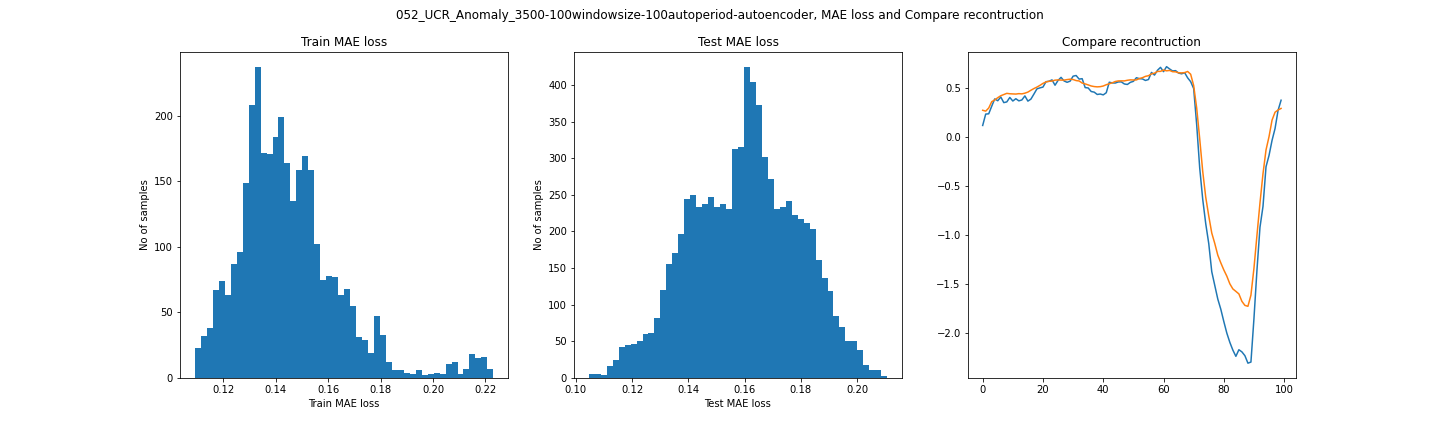 052_UCR_Anomaly_3500-100windowsize-100autoperiod-autoencoder, MAE loss and Compare recontruction
Train MAE loss
No of samples
200
150
100
50
0
0.12 0.14 0.16 0.18 0.20 0.22
Train MAE loss
Test MAE loss
No of samples
400
350
300
250
200
150
100
50
0
0.10 0.12 0.14 0.16 0.18 0.20
Test MAE loss
Compare recontruction
0.5
0.0
−0.5
−1.0
−1.5
−2.0
0 20 40 60 80 100